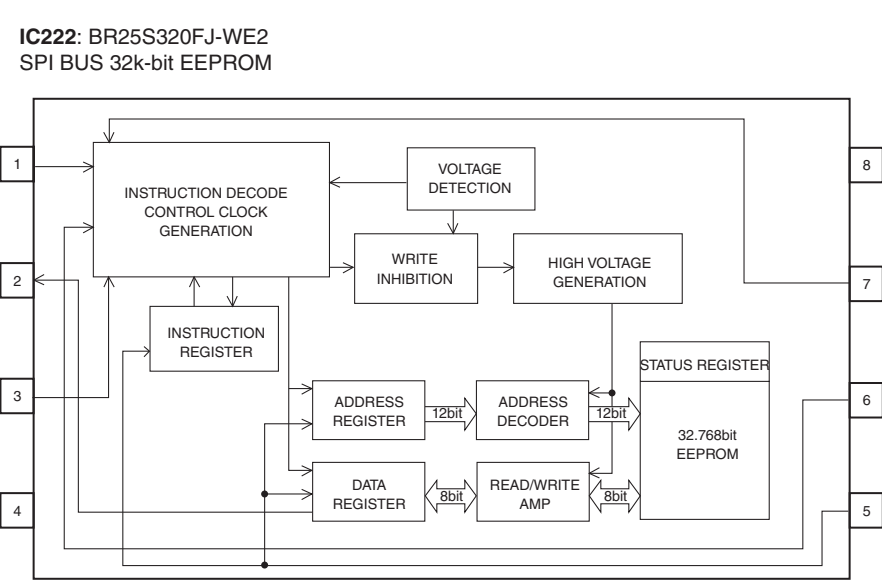 IC222: BR25S320FJ-WE2
SPI BUS 32k-bit EEPROM
1
8
INSTRUCTION DECODE
CONTROL CLOCK
GENERATION
VOLTAGE
DETECTION
WRITE
INHIBITION
HIGH VOLTAGE
GENERATION
2
7
INSTRUCTION
REGISTER
STATUS REGISTER
3
6
ADDRESS
REGISTER
12bit
ADDRESS
DECODER
12bit
32.768bit
EEPROM
DATA
REGISTER
8bit
READ/WRITE
AMP
8bit
4
5